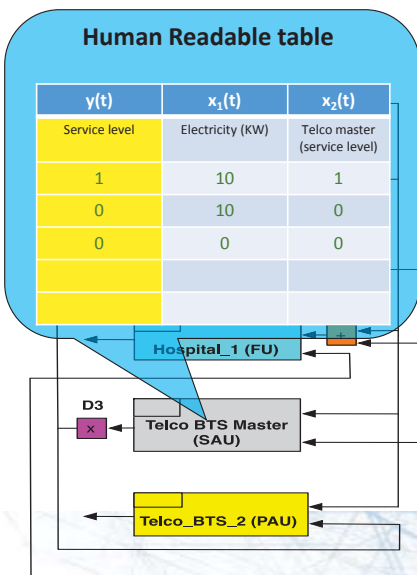 Human Readable table
y(t) x₁(t) x₂(t)
Service level Electricity (KW) Telco master
(service level)
1 10 1
0 10 0
0 0 0
+
Hospital_1 (FU)
D3
x
Telco BTS Master
(SAU)
Telco_BTS_2 (PAU)